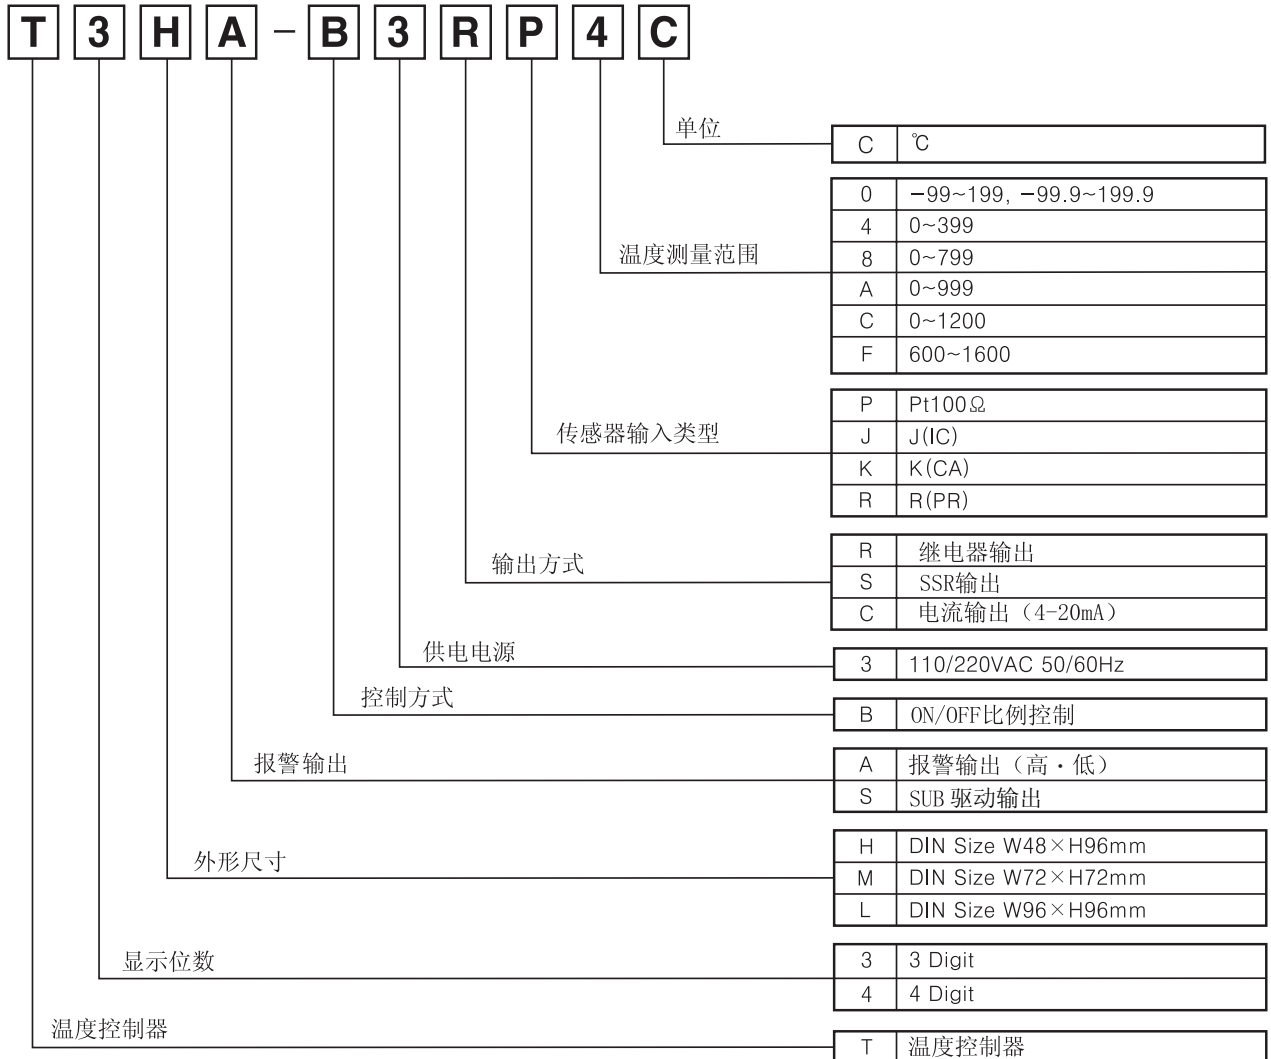 T 3 H A - B 3 R P 4 C
单位
C ℃
温度测量范围
0 -99~199, -99.9~199.9
4 0~399
8 0~799
A 0~999
C 0~1200
F 600~1600
传感器输入类型
P Pt100Ω
J J(IC)
K K(CA)
R R(PR)
输出方式
R 继电器输出
S SSR输出
C 电流输出（4-20mA）
供电电源
3 110/220VAC 50/60Hz
控制方式
B ON/OFF比例控制
报警输出
A 报警输出（高·低）
S SUB 驱动输出
外形尺寸
H DIN Size W48×H96mm
M DIN Size W72×H72mm
L DIN Size W96×H96mm
显示位数
3 3 Digit
4 4 Digit
温度控制器
T 温度控制器